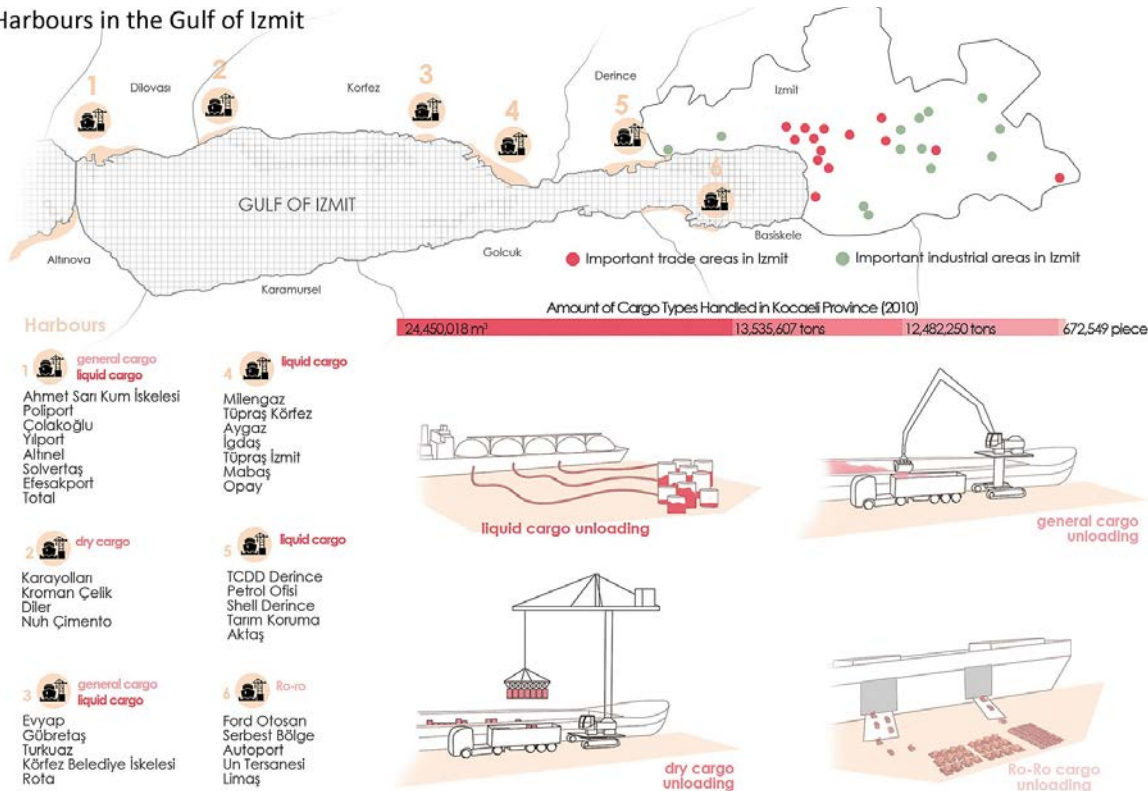 Harbours in the Gulf of Izmit
1
Dilovası
2
Korfez
3
4
Derince
5
Izmit
6
GULF OF IZMIT
Altınova
Karamursel
Golcuk
Basiskele
Important trade areas in Izmit
Important industrial areas in Izmit
Amount of Cargo Types Handled in Kocaeli Province (2010)
24,450,018 m³
13,535,607 tons
12,482,250 tons
672,549 piece
Harbours
1
general cargo
liquid cargo
Ahmet Sarı Kum İskelesi
Poliport
Çolakoğlu
Yılport
Altınel
Solvertaş
Efesakport
Total
2
dry cargo
Karayolları
Kroman Çelik
Diler
Nuh Çimento
3
general cargo
liquid cargo
Evyap
Gübretaş
Turkuaz
Körfez Belediye İskelesi
Rota
4
liquid cargo
Milengaz
Tüpraş Körfez
Aygaz
İgdaş
Tüpraş İzmit
Mabaş
Opay
5
liquid cargo
TCDD Derince
Petrol Ofisi
Shell Derince
Tarım Koruma
Aktaş
6
Ro-ro
Ford Otosan
Serbest Bölge
Autoport
Un Tersanesi
Limaş
liquid cargo unloading
general cargo
unloading
dry cargo
unloading
Ro-Ro cargo
unloading